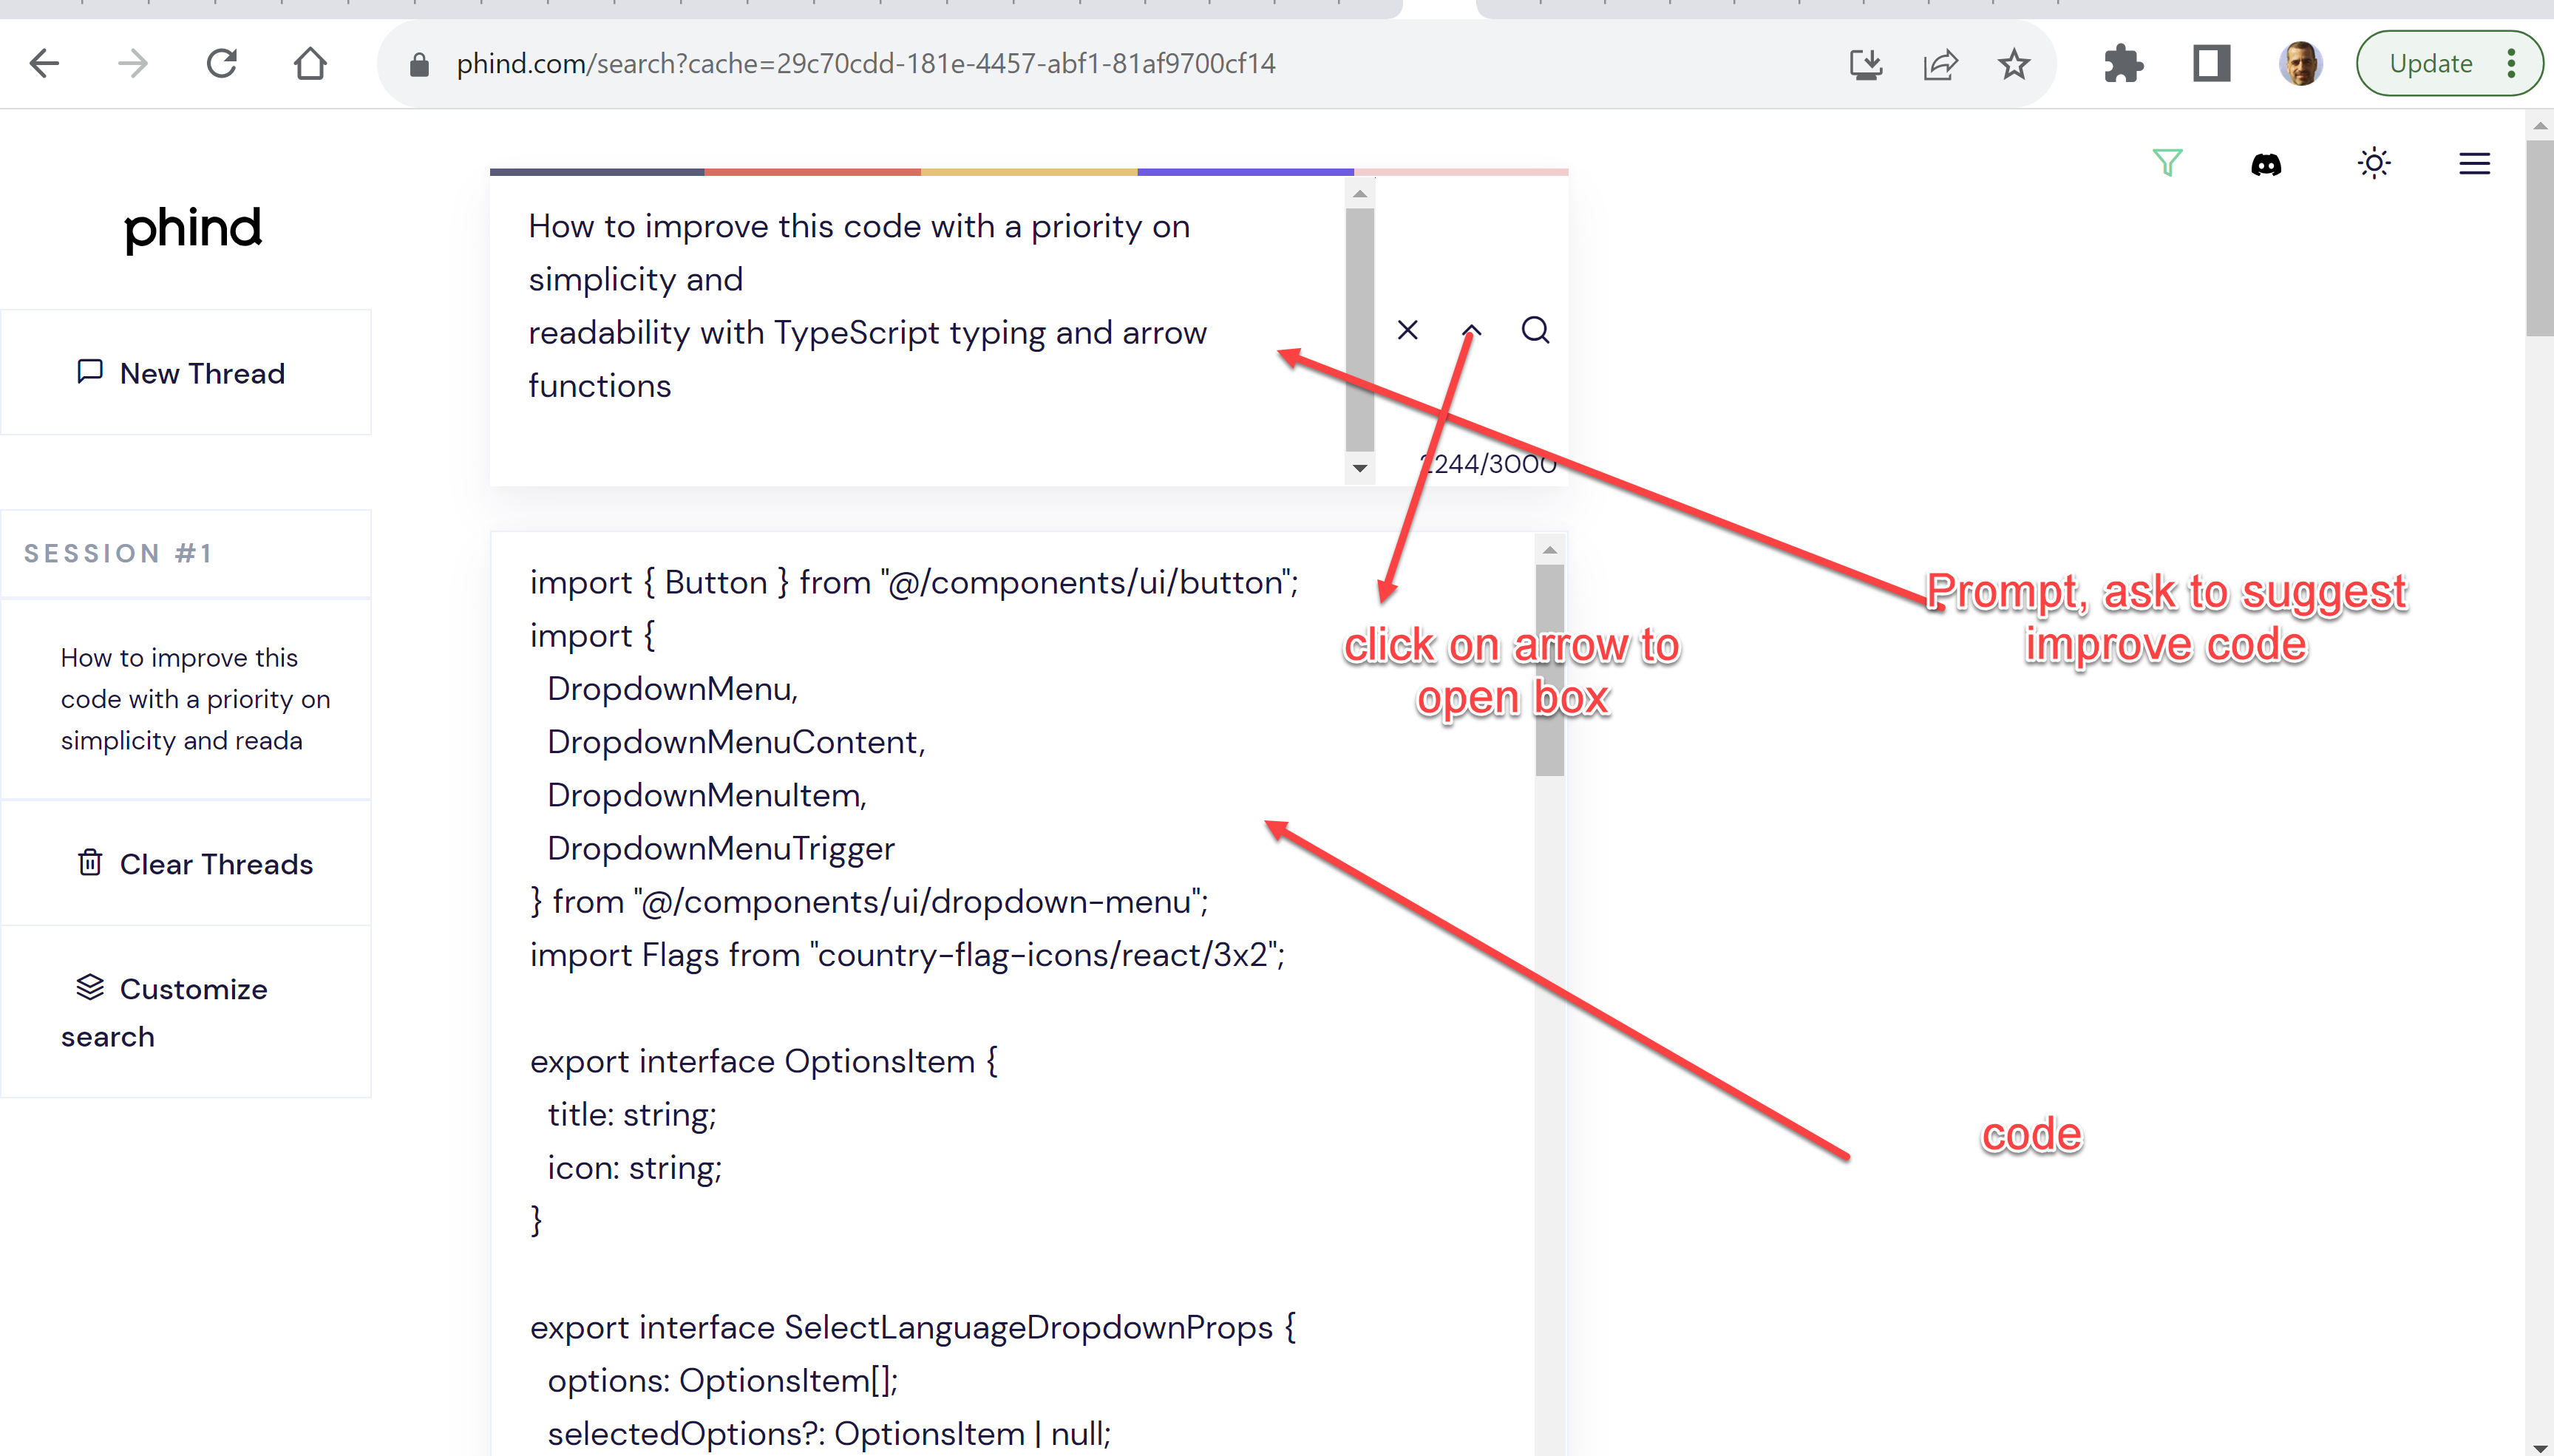 phind.com/search?cache=29c70cdd-181e-4457-abf1-81af9700cf14
Update
phind
New Thread
SESSION #1
How to improve this
code with a priority on
simplicity and reada
Clear Threads
Customize
search
How to improve this code with a priority on
simplicity and
readability with TypeScript typing and arrow
functions
2244/3000
import { Button } from "@/components/ui/button";
import {
DropdownMenu,
DropdownMenuContent,
DropdownMenuItem,
DropdownMenuTrigger
} from "@/components/ui/dropdown-menu";
import Flags from "country-flag-icons/react/3x2";
export interface OptionsItem {
title: string;
icon: string;
}
export interface SelectLanguageDropdownProps {
options: OptionsItem[];
selectedOptions?: OptionsItem | null;
click on arrow to
open box
Prompt, ask to suggest
improve code
code